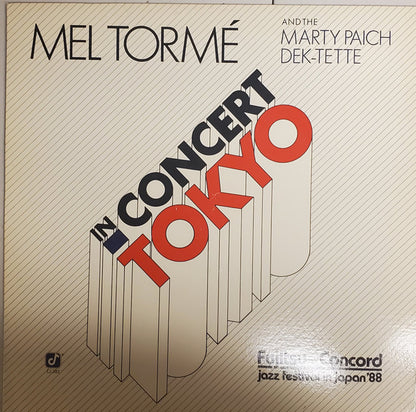 MEL TORMÉ
AND THE
MARTY PAICH
DEK-TETTE
IN CONCERT
TOKYO
Fujitsu-Concord
jazz festival in japan '88